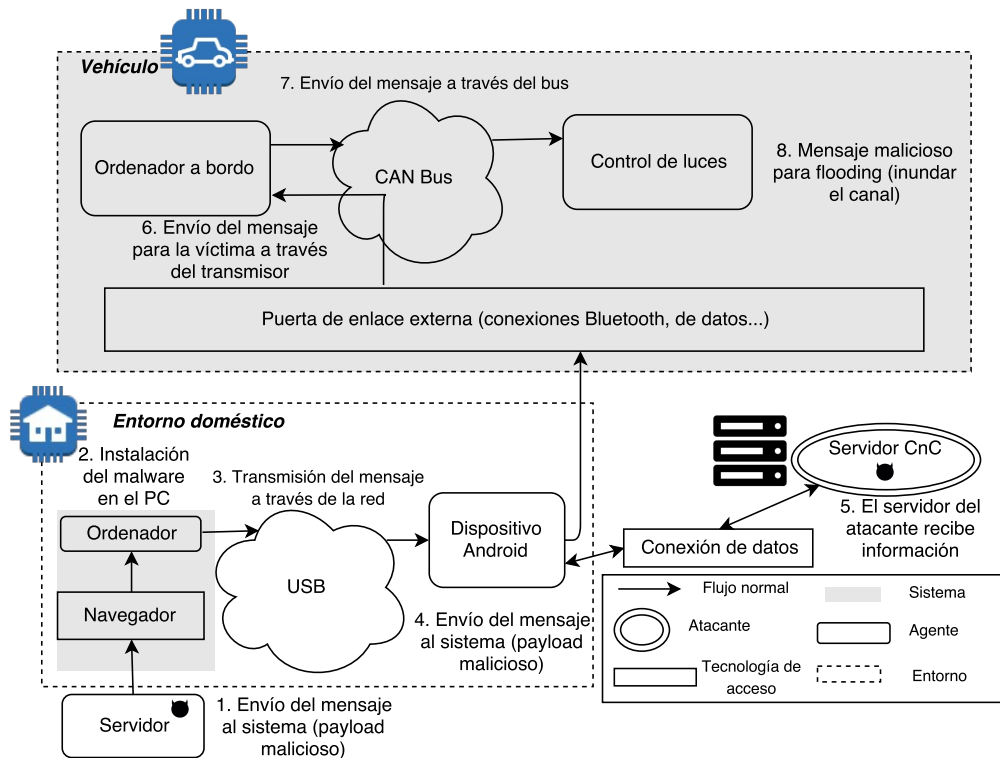 Vehículo
7. Envío del mensaje a través del bus
Ordenador a bordo
CAN Bus
Control de luces
8. Mensaje malicioso
para flooding (inundar
el canal)
6. Envío del mensaje
para la víctima a través
del transmisor
Puerta de enlace externa (conexiones Bluetooth, de datos...)
Entorno doméstico
2. Instalación
del malware
en el PC
3. Transmisión del mensaje
a través de la red
Ordenador
Navegador
USB
Dispositivo
Android
4. Envío del mensaje
al sistema (payload
malicioso)
Servidor
1. Envío del mensaje
al sistema (payload
malicioso)
Servidor CnC
5. El servidor del
atacante recibe
información
Conexión de datos
Flujo normal
Sistema
Atacante
Agente
Tecnología de
acceso
Entorno